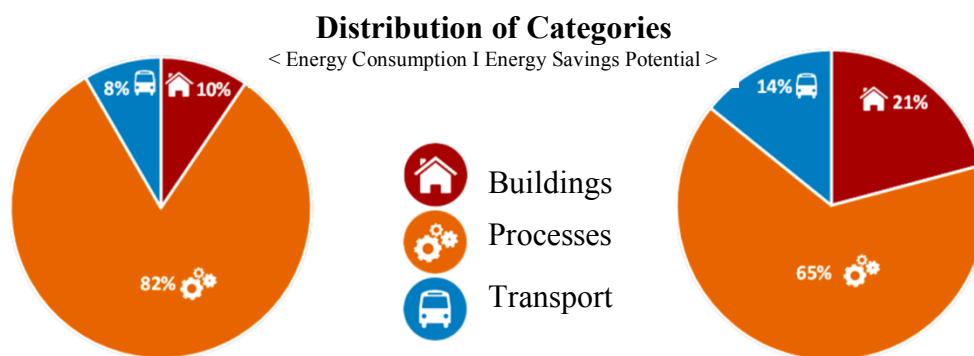 Distribution of Categories
< Energy Consumption I Energy Savings Potential >
8%
10%
82%
Buildings
Processes
Transport
14%
21%
65%